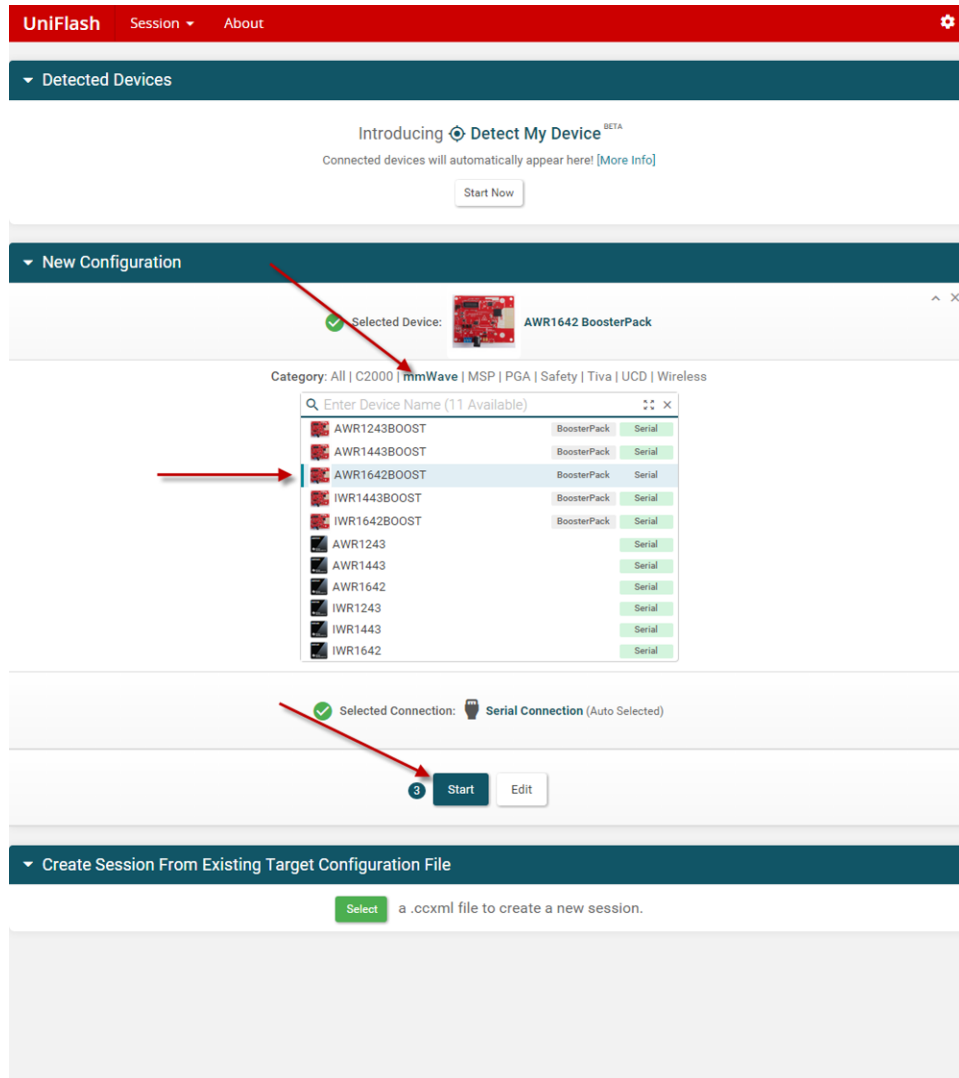 UniFlash Session About
Detected Devices
Introducing Detect My Device BETA
Connected devices will automatically appear here! [More Info]
Start Now
New Configuration
Selected Device: AWR1642 BoosterPack
Category: All | C2000 | mmWave | MSP | PGA | Safety | Tiva | UCD | Wireless
Enter Device Name (11 Available)
AWR1243BOOST BoosterPack Serial
AWR1443BOOST BoosterPack Serial
AWR1642BOOST BoosterPack Serial
IWR1443BOOST BoosterPack Serial
IWR1642BOOST BoosterPack Serial
AWR1243 Serial
AWR1443 Serial
AWR1642 Serial
IWR1243 Serial
IWR1443 Serial
IWR1642 Serial
Selected Connection: Serial Connection (Auto Selected)
3 Start Edit
Create Session From Existing Target Configuration File
Select a .ccxml file to create a new session.